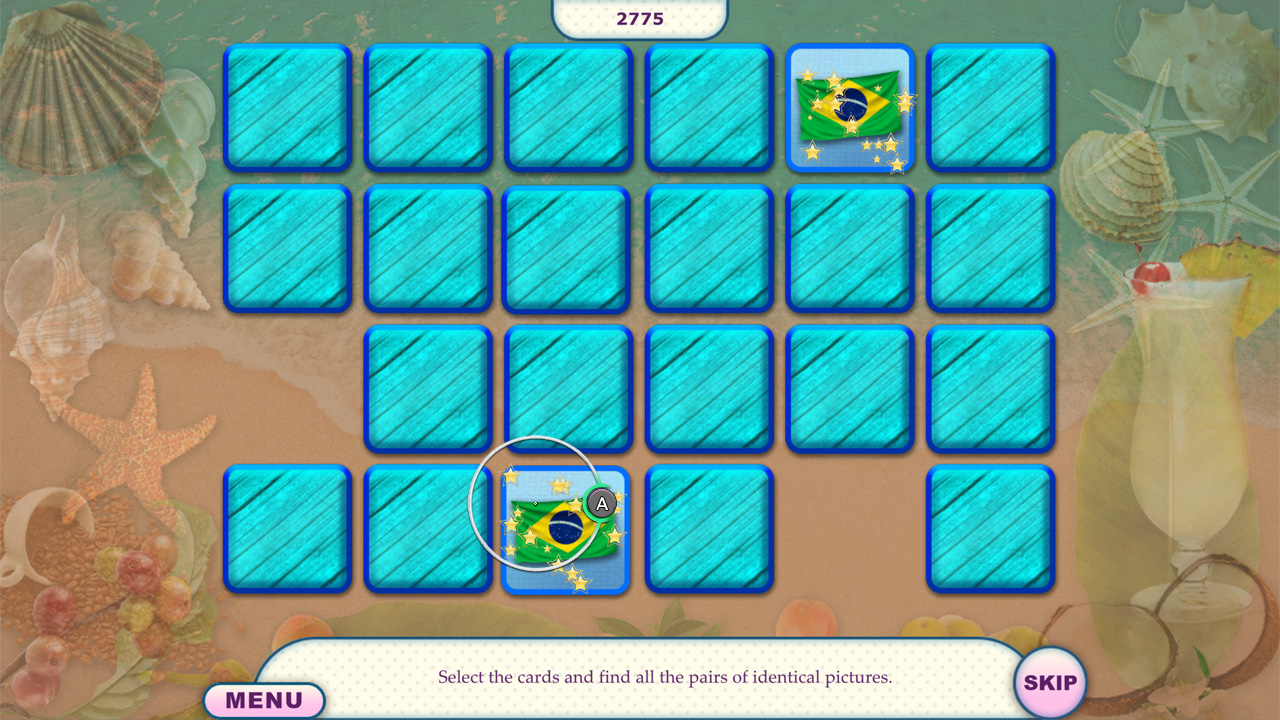 2775
A
Select the cards and find all the pairs of identical pictures.
MENU
SKIP